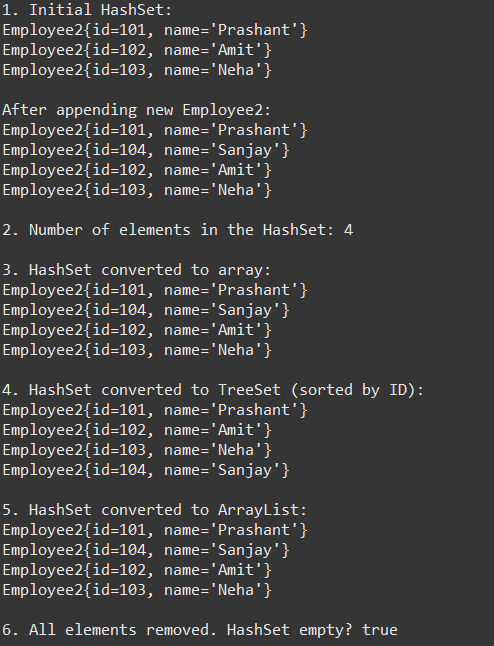 1. Initial HashSet:
Employee2{id=101, name='Prashant'}
Employee2{id=102, name='Amit'}
Employee2{id=103, name='Neha'}
After appending new Employee2:
Employee2{id=101, name='Prashant'}
Employee2{id=104, name='Sanjay'}
Employee2{id=102, name='Amit'}
Employee2{id=103, name='Neha'}
2. Number of elements in the HashSet: 4
3. HashSet converted to array:
Employee2{id=101, name='Prashant'}
Employee2{id=104, name='Sanjay'}
Employee2{id=102, name='Amit'}
Employee2{id=103, name='Neha'}
4. HashSet converted to TreeSet (sorted by ID):
Employee2{id=101, name='Prashant'}
Employee2{id=102, name='Amit'}
Employee2{id=103, name='Neha'}
Employee2{id=104, name='Sanjay'}
5. HashSet converted to ArrayList:
Employee2{id=101, name='Prashant'}
Employee2{id=104, name='Sanjay'}
Employee2{id=102, name='Amit'}
Employee2{id=103, name='Neha'}
6. All elements removed. HashSet empty? true